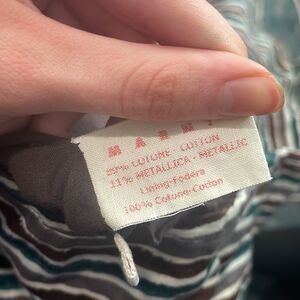 MARNI
89% COTONE - COTTON
11% METALLICA - METALLIC
Lining-Fodera
100% Cotone-Cotton